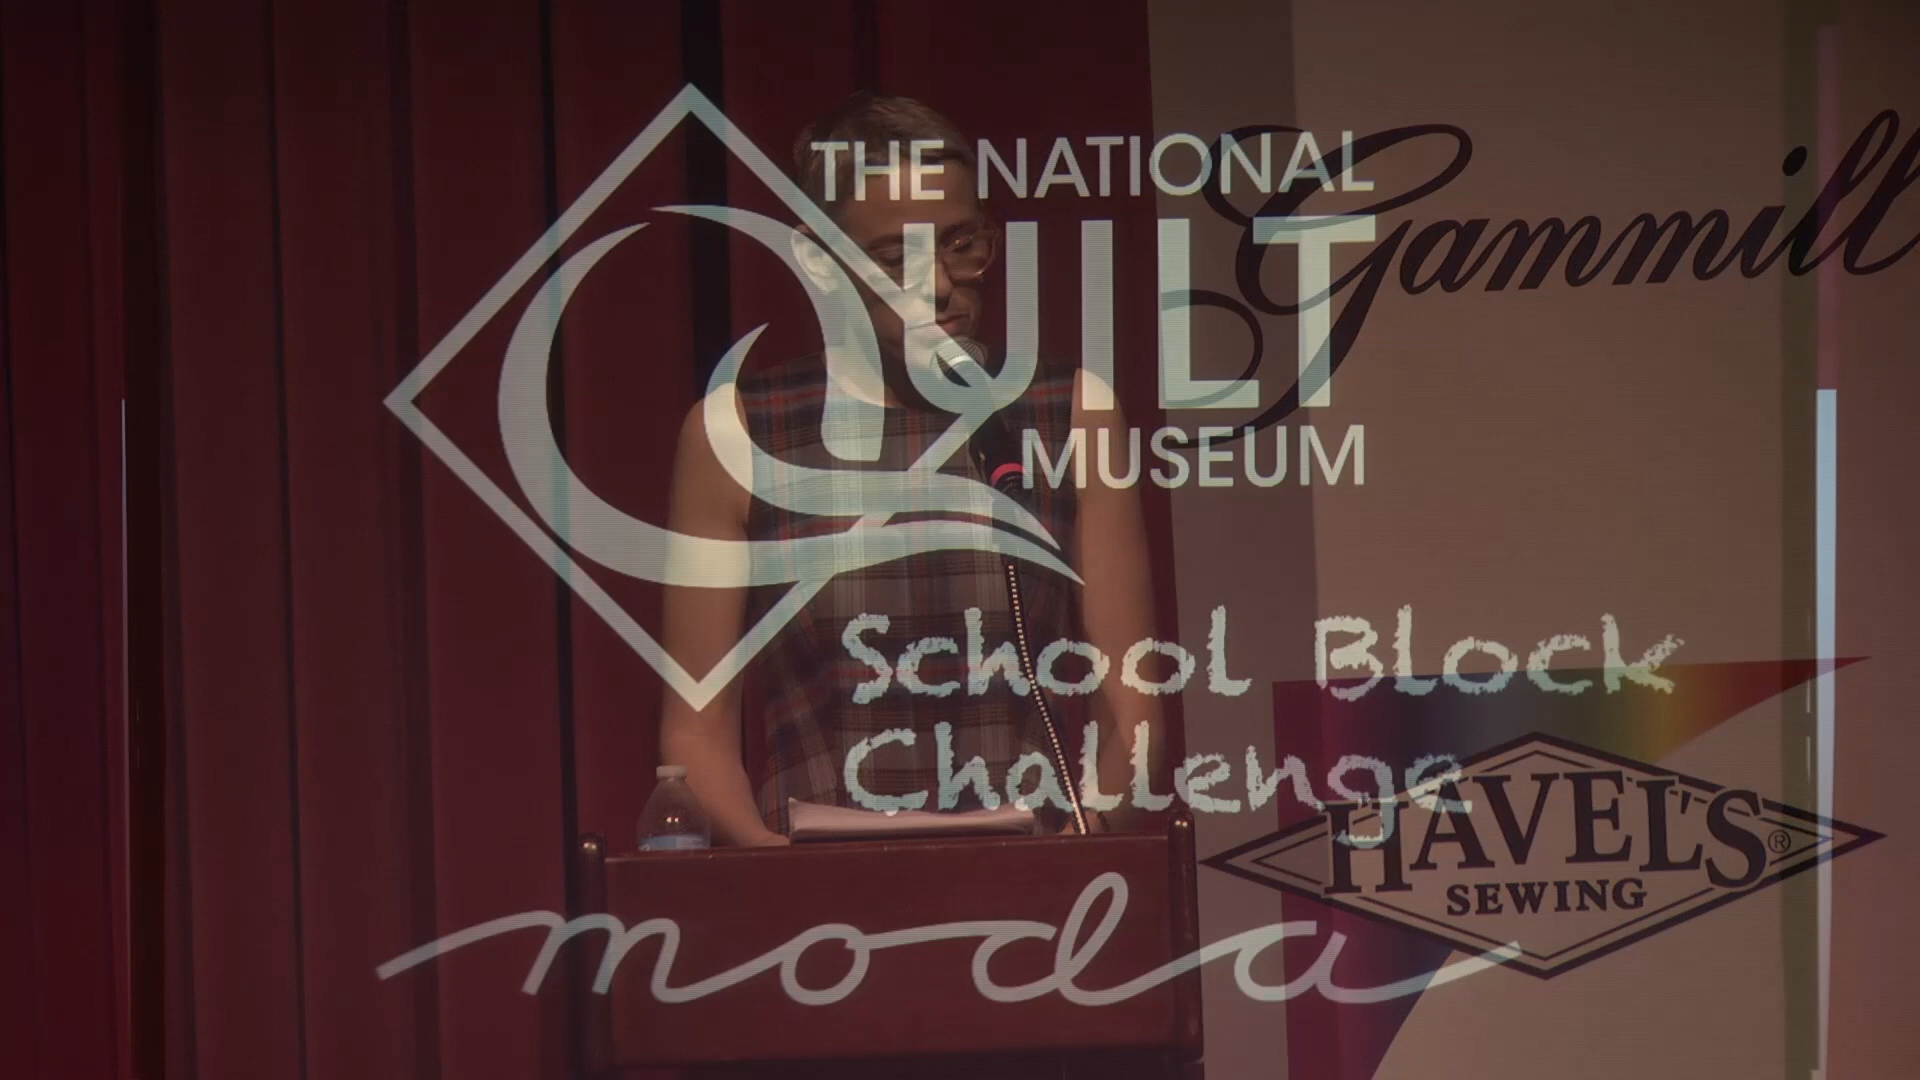 THE NATIONAL
QUILT
MUSEUM
Gammill
School Block
Challenge
HAVEL'S®
SEWING
moda